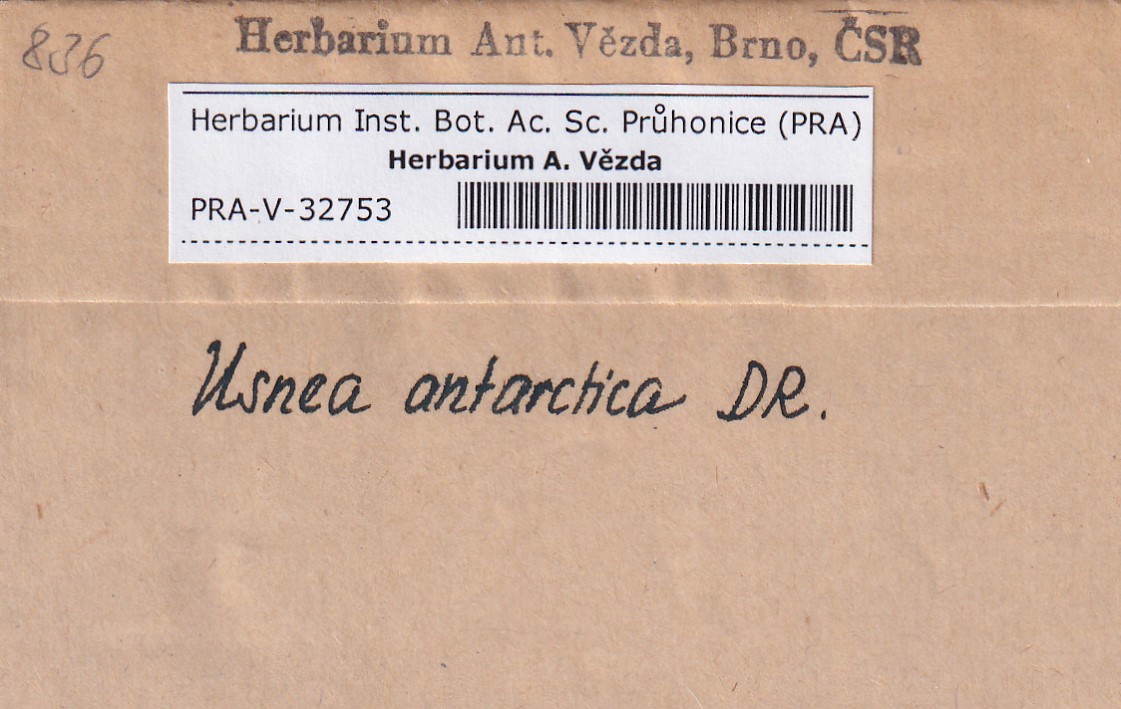 836
Herbarium Ant. Vězda, Brno, ČSR
Herbarium Inst. Bot. Ac. Sc. Průhonice (PRA)
Herbarium A. Vězda
PRA-V-32753
Usnea antarctica DR.